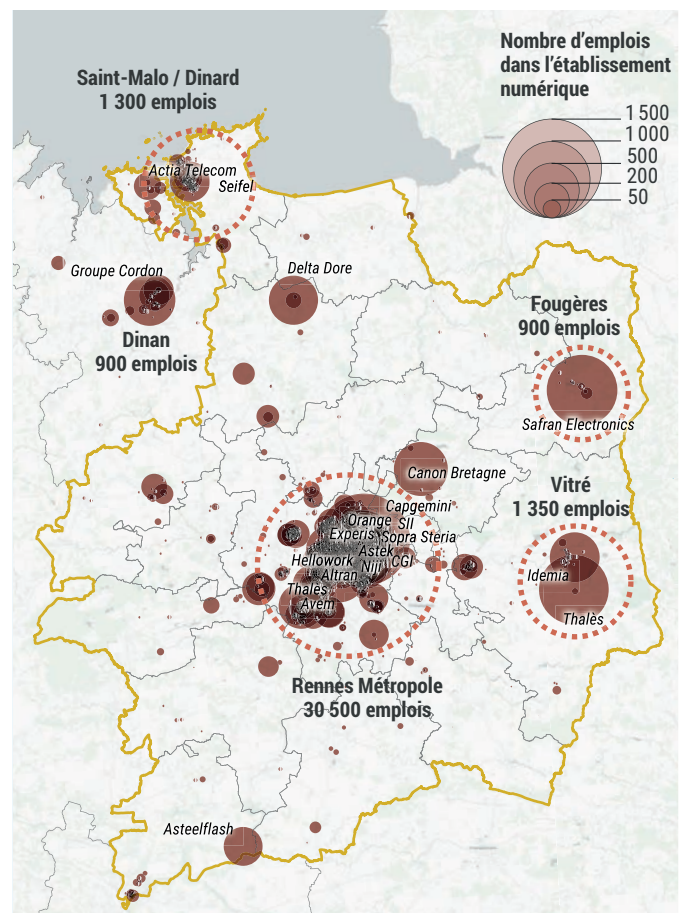 Nombre d'emplois
dans l'établissement
numérique
1 500
1 000
500
200
50
Saint-Malo / Dinard
1 300 emplois
Actia Telecom
Seifel
Groupe Cordon
Dinan
900 emplois
Delta Dore
Fougères
900 emplois
Safran Electronics
Canon Bretagne
Vitré
1 350 emplois
Idemia
Thalès
Capgemini
Orange
SII
Experis
Sopra Steria
Astek
Hellowork
CGI
Niji
Altran
Thalès
Avem
Rennes Métropole
30 500 emplois
Asteelflash